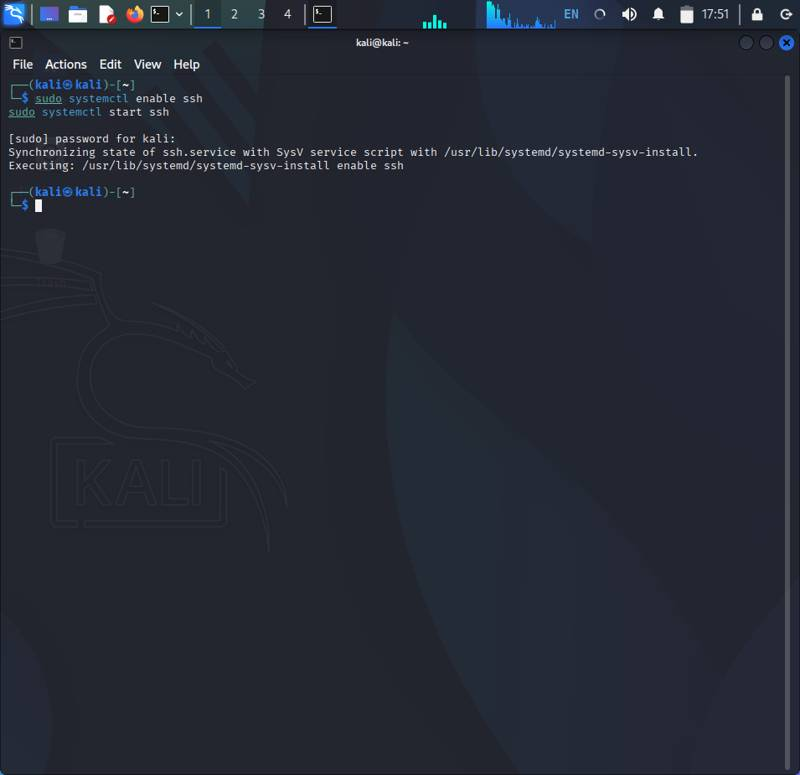 1 2 3 4 EN 17:51
kali@kali: ~
File Actions Edit View Help
┌──(kali㉿kali)-[~]
└─$ sudo systemctl enable ssh
sudo systemctl start ssh
[sudo] password for kali:
Synchronizing state of ssh.service with SysV service script with /usr/lib/systemd/systemd-sysv-install.
Executing: /usr/lib/systemd/systemd-sysv-install enable ssh
┌──(kali㉿kali)-[~]
└─$
Trash
KALI